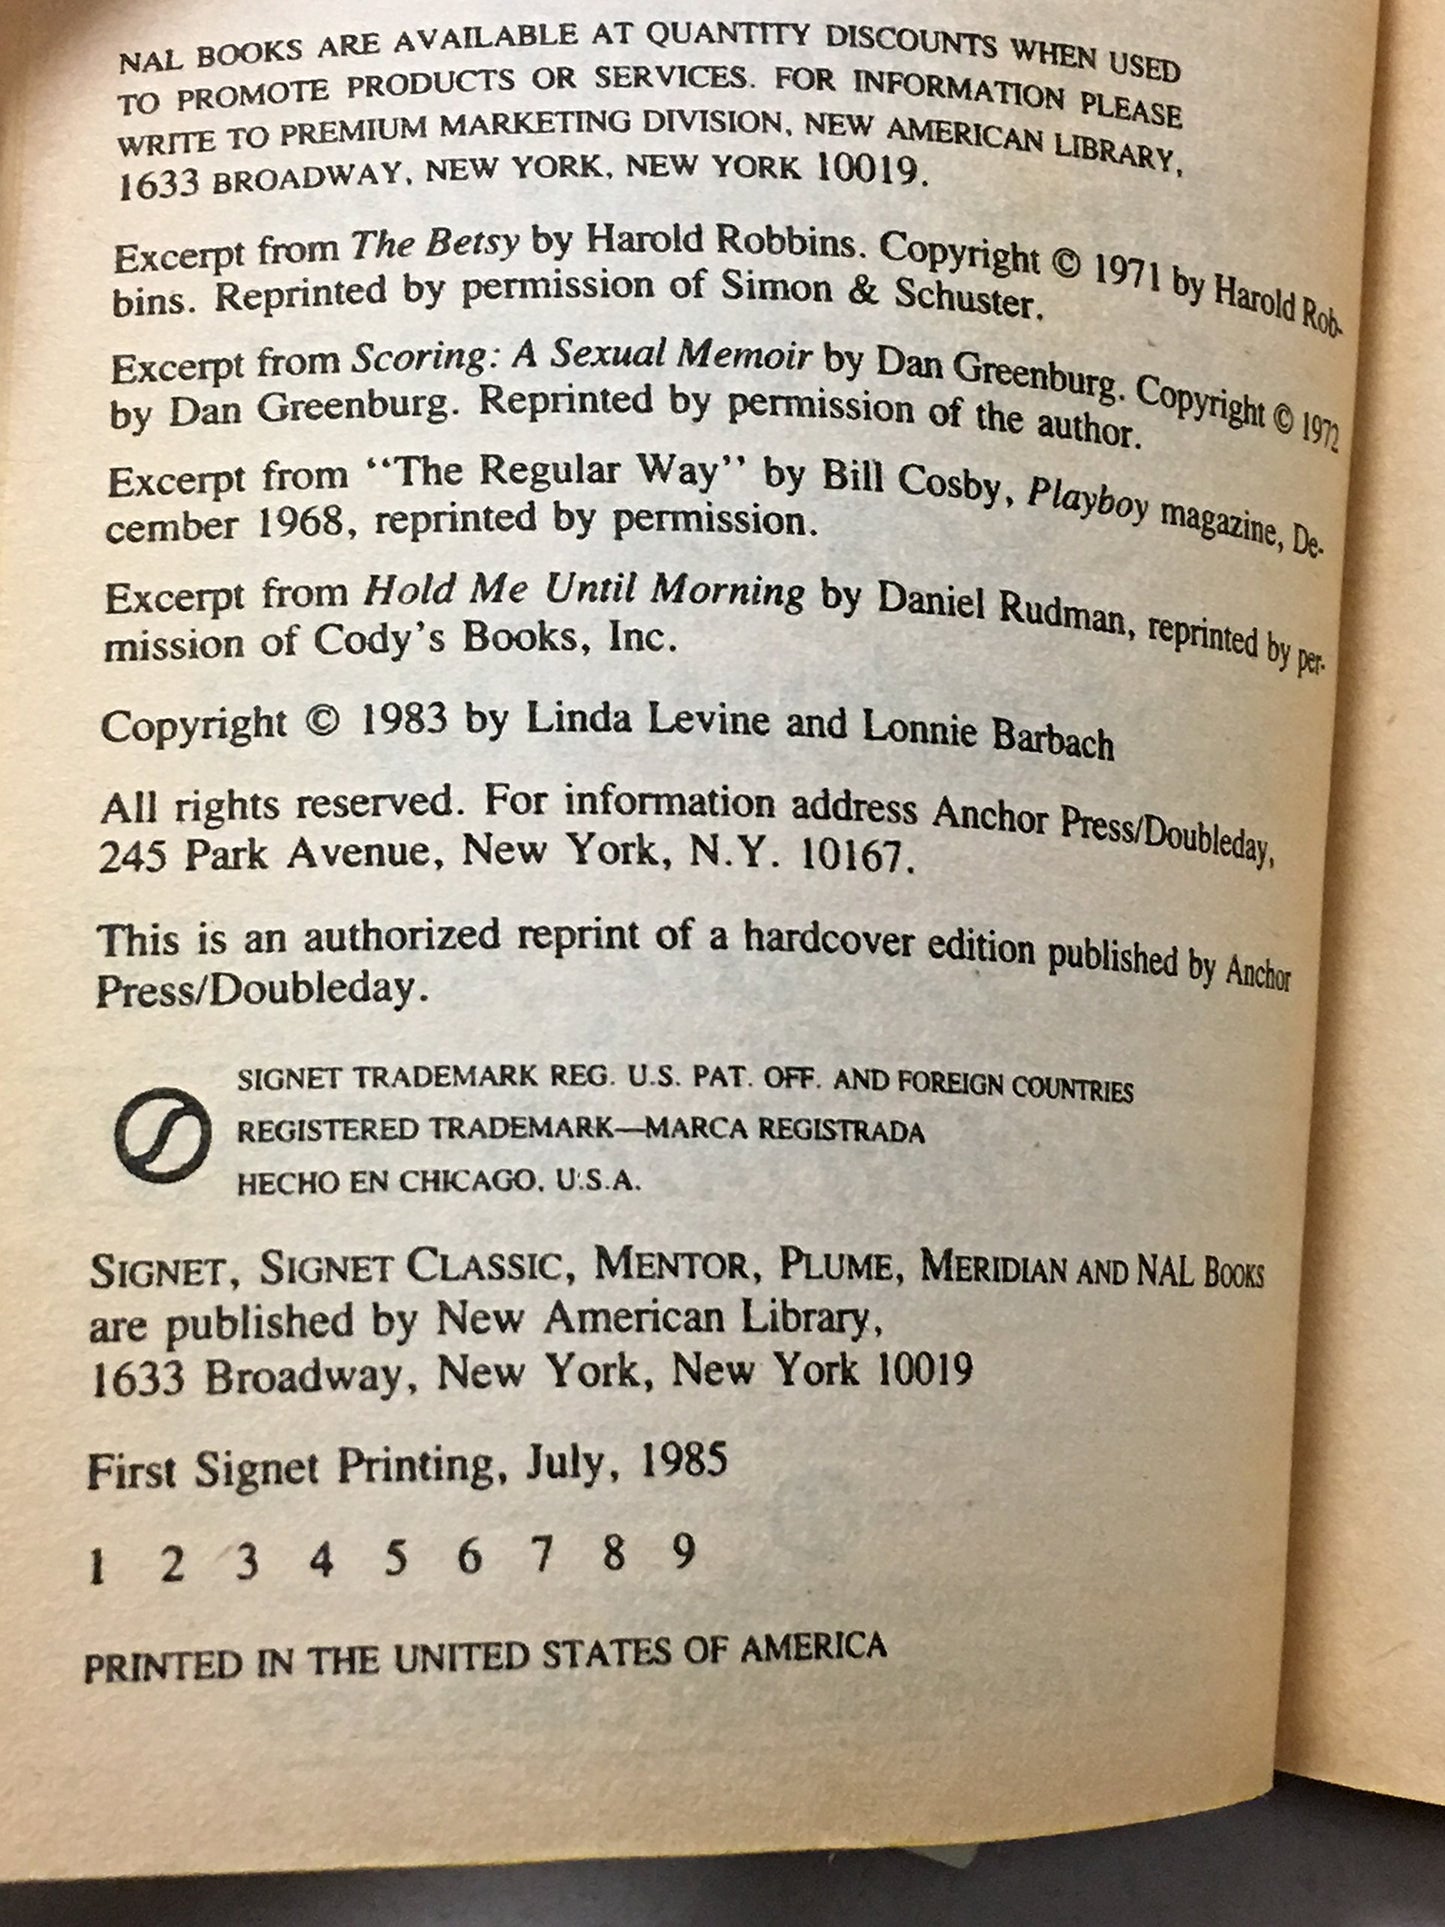 NAL BOOKS ARE AVAILABLE AT QUANTITY DISCOUNTS WHEN USED
TO PROMOTE PRODUCTS OR SERVICES. FOR INFORMATION PLEASE
WRITE TO PREMIUM MARKETING DIVISION, NEW AMERICAN LIBRARY,
1633 BROADWAY, NEW YORK, NEW YORK 10019.
Excerpt from The Betsy by Harold Robbins. Copyright © 1971 by Harold Rob-
bins. Reprinted by permission of Simon & Schuster.
Excerpt from Scoring: A Sexual Memoir by Dan Greenburg. Copyright © 1972
by Dan Greenburg. Reprinted by permission of the author.
Excerpt from “The Regular Way” by Bill Cosby, Playboy magazine, De-
cember 1968, reprinted by permission.
Excerpt from Hold Me Until Morning by Daniel Rudman, reprinted by per-
mission of Cody's Books, Inc.
Copyright © 1983 by Linda Levine and Lonnie Barbach
All rights reserved. For information address Anchor Press/Doubleday,
245 Park Avenue, New York, N.Y. 10167.
This is an authorized reprint of a hardcover edition published by Anchor
Press/Doubleday.
SIGNET TRADEMARK REG. U.S. PAT. OFF. AND FOREIGN COUNTRIES
REGISTERED TRADEMARK—MARCA REGISTRADA
HECHO EN CHICAGO, U.S.A.
SIGNET, SIGNET CLASSIC, MENTOR, PLUME, MERIDIAN AND NAL BOOKS
are published by New American Library,
1633 Broadway, New York, New York 10019
First Signet Printing, July, 1985
1 2 3 4 5 6 7 8 9
PRINTED IN THE UNITED STATES OF AMERICA